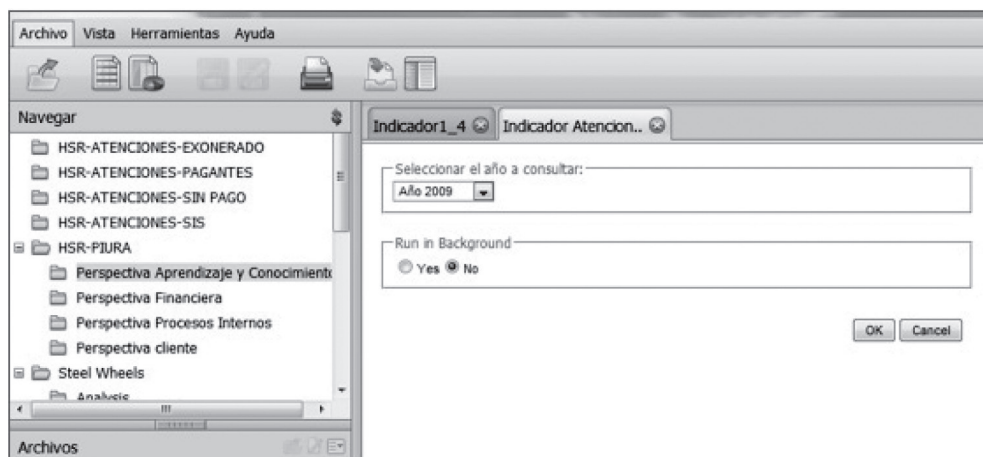 Archivo Vista Herramientas Ayuda
Navegar
HSR-ATENCIONES-EXONERADO
HSR-ATENCIONES-PAGANTES
HSR-ATENCIONES-SIN PAGO
HSR-ATENCIONES-SIS
HSR-PIURA
Perspectiva Aprendizaje y Conocimiento
Perspectiva Financiera
Perspectiva Procesos Internos
Perspectiva cliente
Steel Wheels
Analysis
Archivos
Indicador1_4 Indicador Atencion..
Seleccionar el año a consultar:
Año 2009
Run in Background
Yes No
OK Cancel